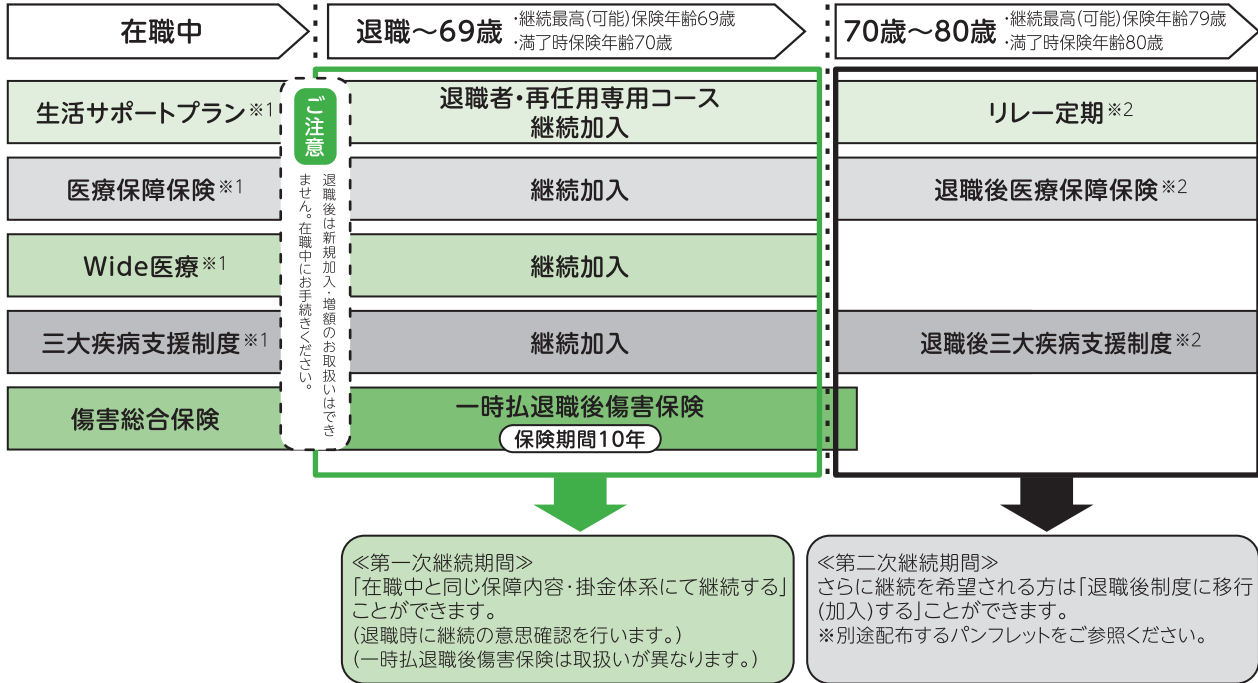 在職中
退職～69歳
・継続最高(可能)保険年齢69歳
・満了時保険年齢70歳
70歳～80歳
・継続最高(可能)保険年齢79歳
・満了時保険年齢80歳
ご注意
退職後は新規加入・増額のお取扱いはでき
ません。在職中にお手続きください。
生活サポートプラン※1
退職者・再任用専用コース
継続加入
リレー定期※2
医療保障保険※1
継続加入
退職後医療保障保険※2
Wide医療※1
継続加入
三大疾病支援制度※1
継続加入
退職後三大疾病支援制度※2
傷害総合保険
一時払退職後傷害保険
保険期間10年
≪第一次継続期間≫
「在職中と同じ保障内容・掛金体系にて継続する」
ことができます。
(退職時に継続の意思確認を行います。)
(一時払退職後傷害保険は取扱いが異なります。)
≪第二次継続期間≫
さらに継続を希望される方は「退職後制度に移行
(加入)する」ことができます。
※別途配布するパンフレットをご参照ください。